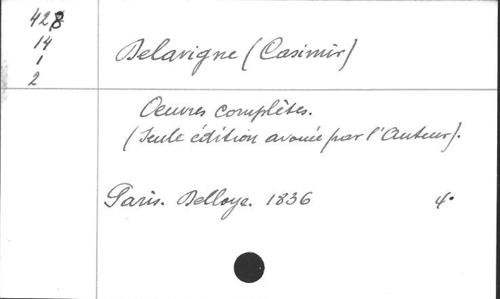 428
14
1
2
Delavigne (Casimir)
Oeuvres complètes.
(Seule édition avouée par l'Auteur).
Paris. Delloye. 1836 4°